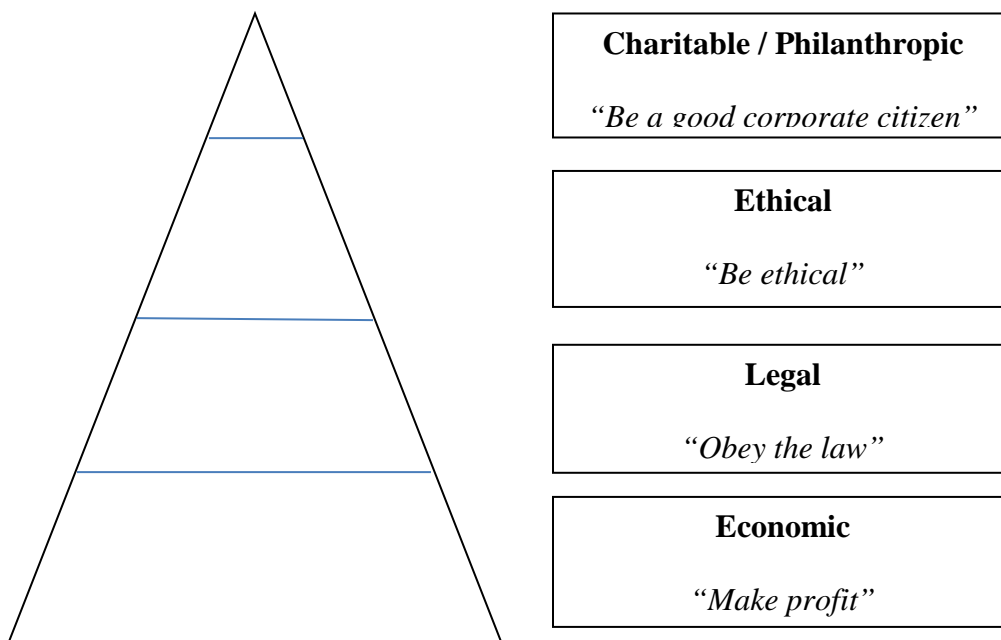 Charitable / Philanthropic
“Be a good corporate citizen”
Ethical
“Be ethical”
Legal
“Obey the law”
Economic
“Make profit”